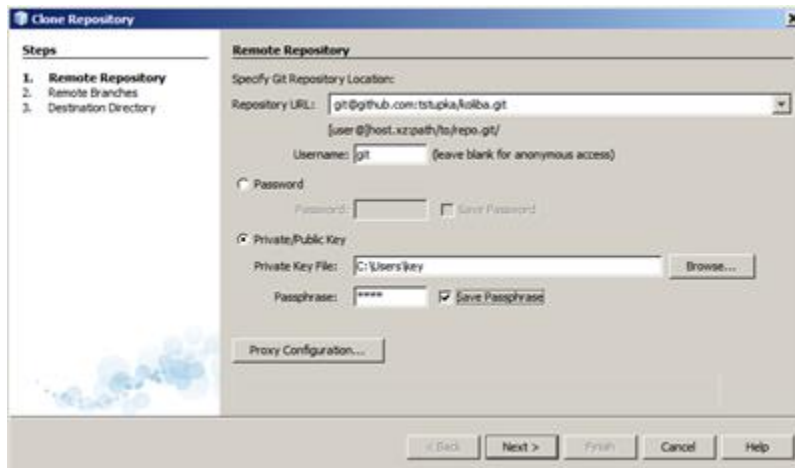 Clone Repository
Steps
1. Remote Repository
2. Remote Branches
3. Destination Directory
Remote Repository
Specify Git Repository Location:
Repository URL: git@github.com:tstupka/koliba.git
[user@]host.xz:path/to/repo.git/
Username: git (leave blank for anonymous access)
Password
Password: Save Password
Private/Public Key
Private Key File: C:\Users\key Browse...
Passphrase: **** Save Passphrase
Proxy Configuration...
< Back Next > Finish Cancel Help